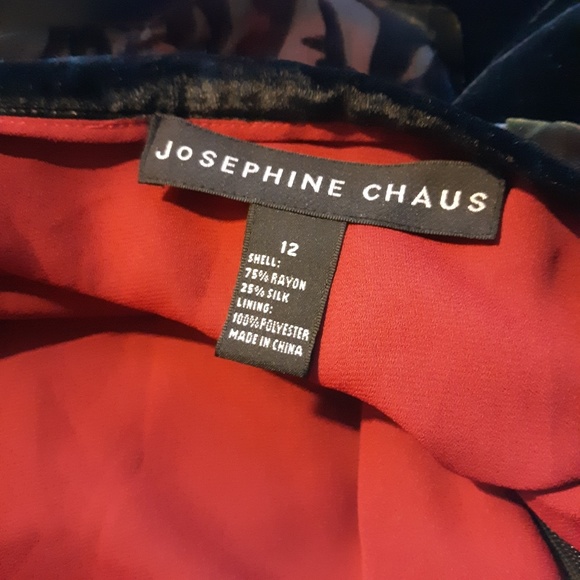 JoSEPHINE CHAUS
12
SHELL:
75% RAYON
25% SILK
LINING:
100% POLYESTER
MADE IN CHINA